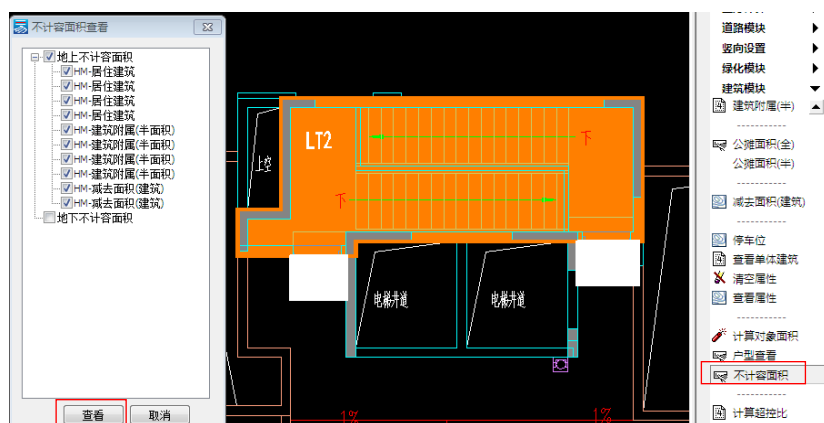 不计容面积查看
地上不计容面积
HM-居住建筑
HM-居住建筑
HM-居住建筑
HM-居住建筑
HM-建筑附属(半面积)
HM-建筑附属(半面积)
HM-建筑附属(半面积)
HM-建筑附属(半面积)
HM-减去面积(建筑)
HM-减去面积(建筑)
地下不计容面积
查看
取消
LT2
下
下
上空
电梯井道
电梯井道
1%
1%
道路模块
竖向设置
绿化模块
建筑模块
建筑附属(半)
公摊面积(全)
公摊面积(半)
减去面积(建筑)
停车位
查看单体建筑
清空属性
查看属性
计算对象面积
户型查看
不计容面积
计算超控比